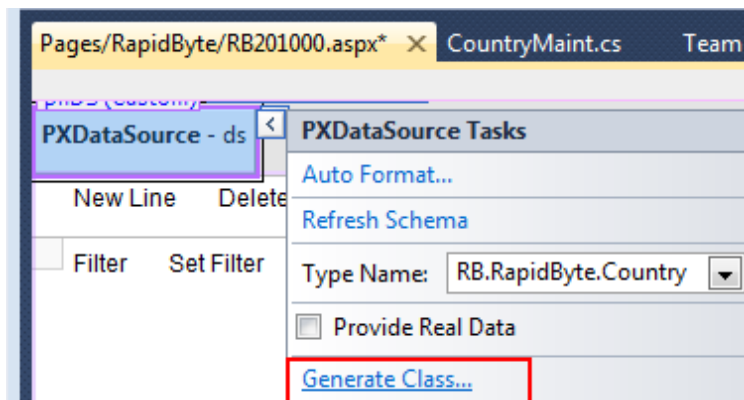 Pages/RapidByte/RB201000.aspx* CountryMaint.cs Team
PXDataSource - ds PXDataSource Tasks
Auto Format...
New Line Delete
Refresh Schema
Filter Set Filter
Type Name: RB.RapidByte.Country
Provide Real Data
Generate Class...